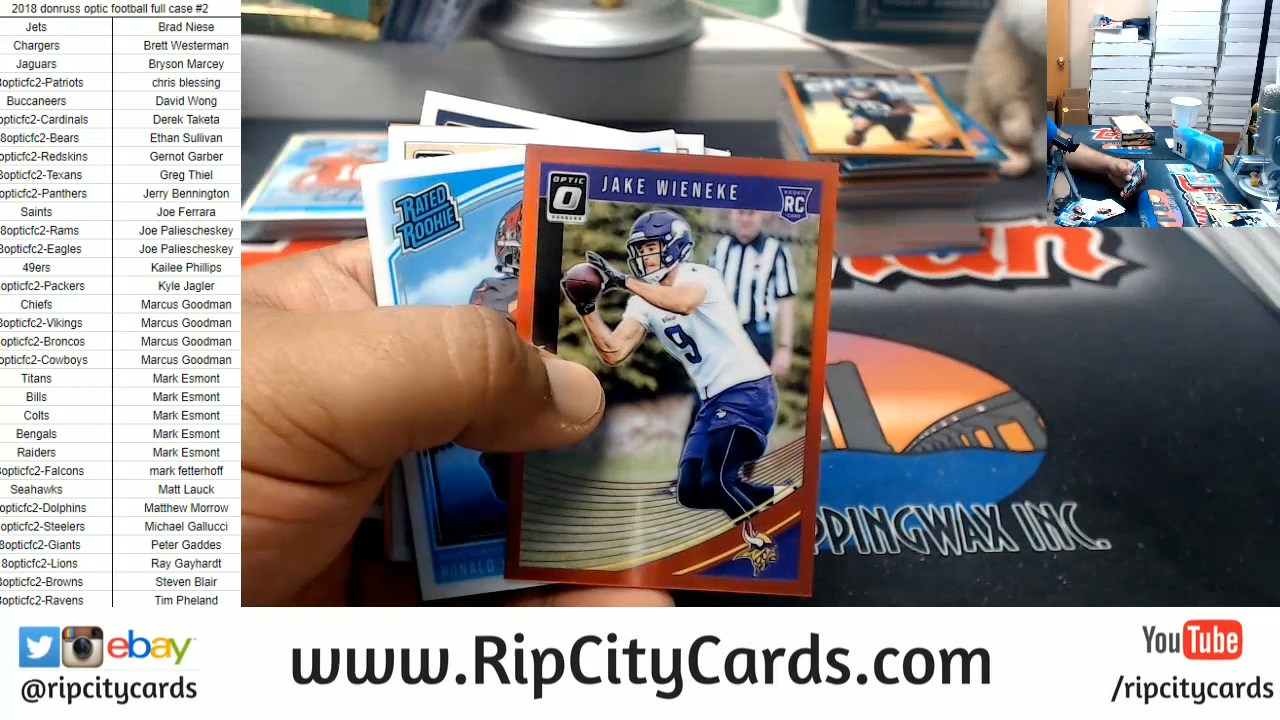 2018 donruss optic football full case #2
Jets Brad Niese
Chargers Brett Westerman
Jaguars Bryson Marcey
8opticfc2-Patriots chris blessing
Buccaneers David Wong
opticfc2-Cardinals Derek Taketa
8opticfc2-Bears Ethan Sullivan
opticfc2-Redskins Gernot Garber
opticfc2-Texans Greg Thiel
opticfc2-Panthers Jerry Bennington
Saints Joe Ferrara
8opticfc2-Rams Joe Paliescheskey
8opticfc2-Eagles Joe Paliescheskey
49ers Kailee Phillips
opticfc2-Packers Kyle Jagler
Chiefs Marcus Goodman
8opticfc2-Vikings Marcus Goodman
opticfc2-Broncos Marcus Goodman
opticfc2-Cowboys Marcus Goodman
Titans Mark Esmont
Bills Mark Esmont
Colts Mark Esmont
Bengals Mark Esmont
Raiders Mark Esmont
8opticfc2-Falcons mark fetterhoff
Seahawks Matt Lauck
opticfc2-Dolphins Matthew Morrow
opticfc2-Steelers Michael Gallucci
8opticfc2-Giants Peter Gaddes
8opticfc2-Lions Ray Gayhardt
8opticfc2-Browns Steven Blair
8opticfc2-Ravens Tim Pheland
RATED ROOKIE
RONALD
OPTIC
DONRUSS
JAKE WIENEKE
ROOKIE
RC
CARD
9
PPINGWAX INC.
ebay
@ripcitycards
www.RipCityCards.com
YouTube
/ripcitycards